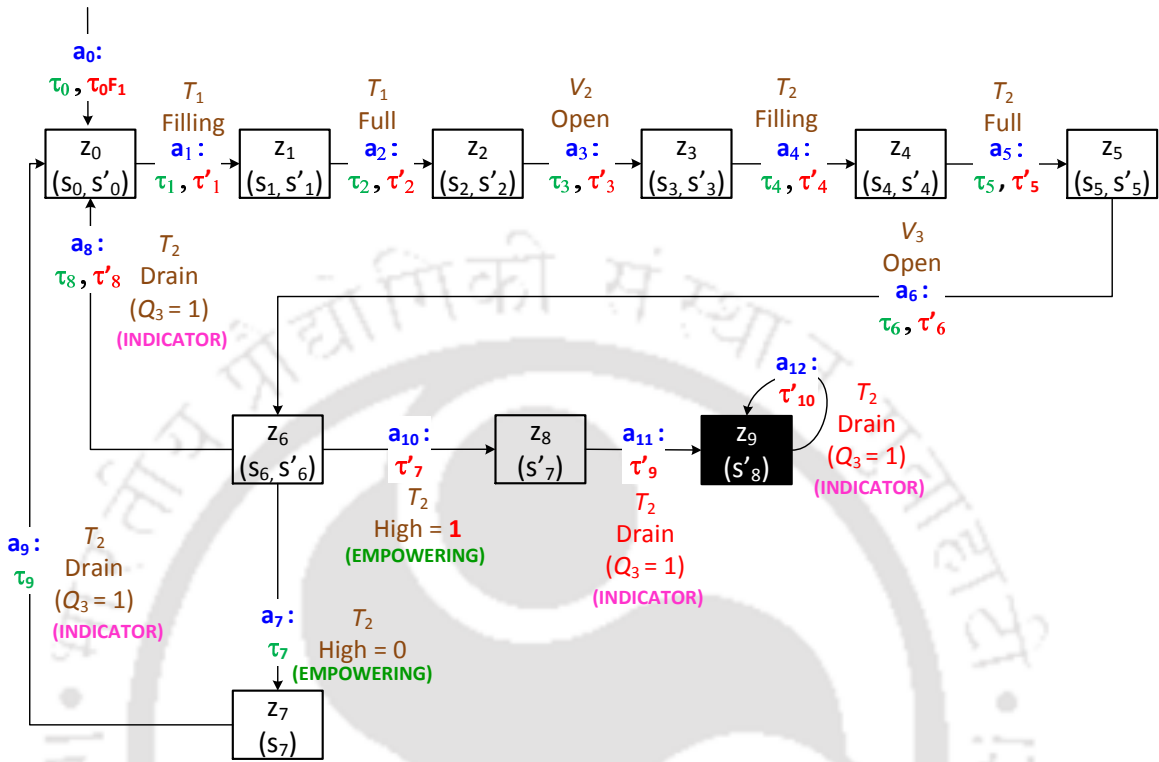 a₀:
τ₀, τ₀F₁
T₁
Filling
a₁:
τ₁, τ'₁
T₁
Full
a₂:
τ₂, τ'₂
V₂
Open
a₃:
τ₃, τ'₃
T₂
Filling
a₄:
τ₄, τ'₄
T₂
Full
a₅:
τ₅, τ'₅
z₀
(s₀, s'₀)
z₁
(s₁, s'₁)
z₂
(s₂, s'₂)
z₃
(s₃, s'₃)
z₄
(s₄, s'₄)
z₅
(s₅, s'₅)
a₈:
τ₈, τ'₈
T₂
Drain
(Q₃ = 1)
(INDICATOR)
V₃
Open
a₆:
τ₆, τ'₆
z₆
(s₆, s'₆)
a₁₀:
τ'₇
T₂
High = 1
(EMPOWERING)
z₈
(s'₇)
a₁₁:
τ'₉
T₂
Drain
(Q₃ = 1)
(INDICATOR)
z₉
(s'₈)
a₁₂:
τ'₁₀
T₂
Drain
(Q₃ = 1)
(INDICATOR)
a₉:
τ₉
T₂
Drain
(Q₃ = 1)
(INDICATOR)
a₇:
τ₇
T₂
High = 0
(EMPOWERING)
z₇
(s₇)